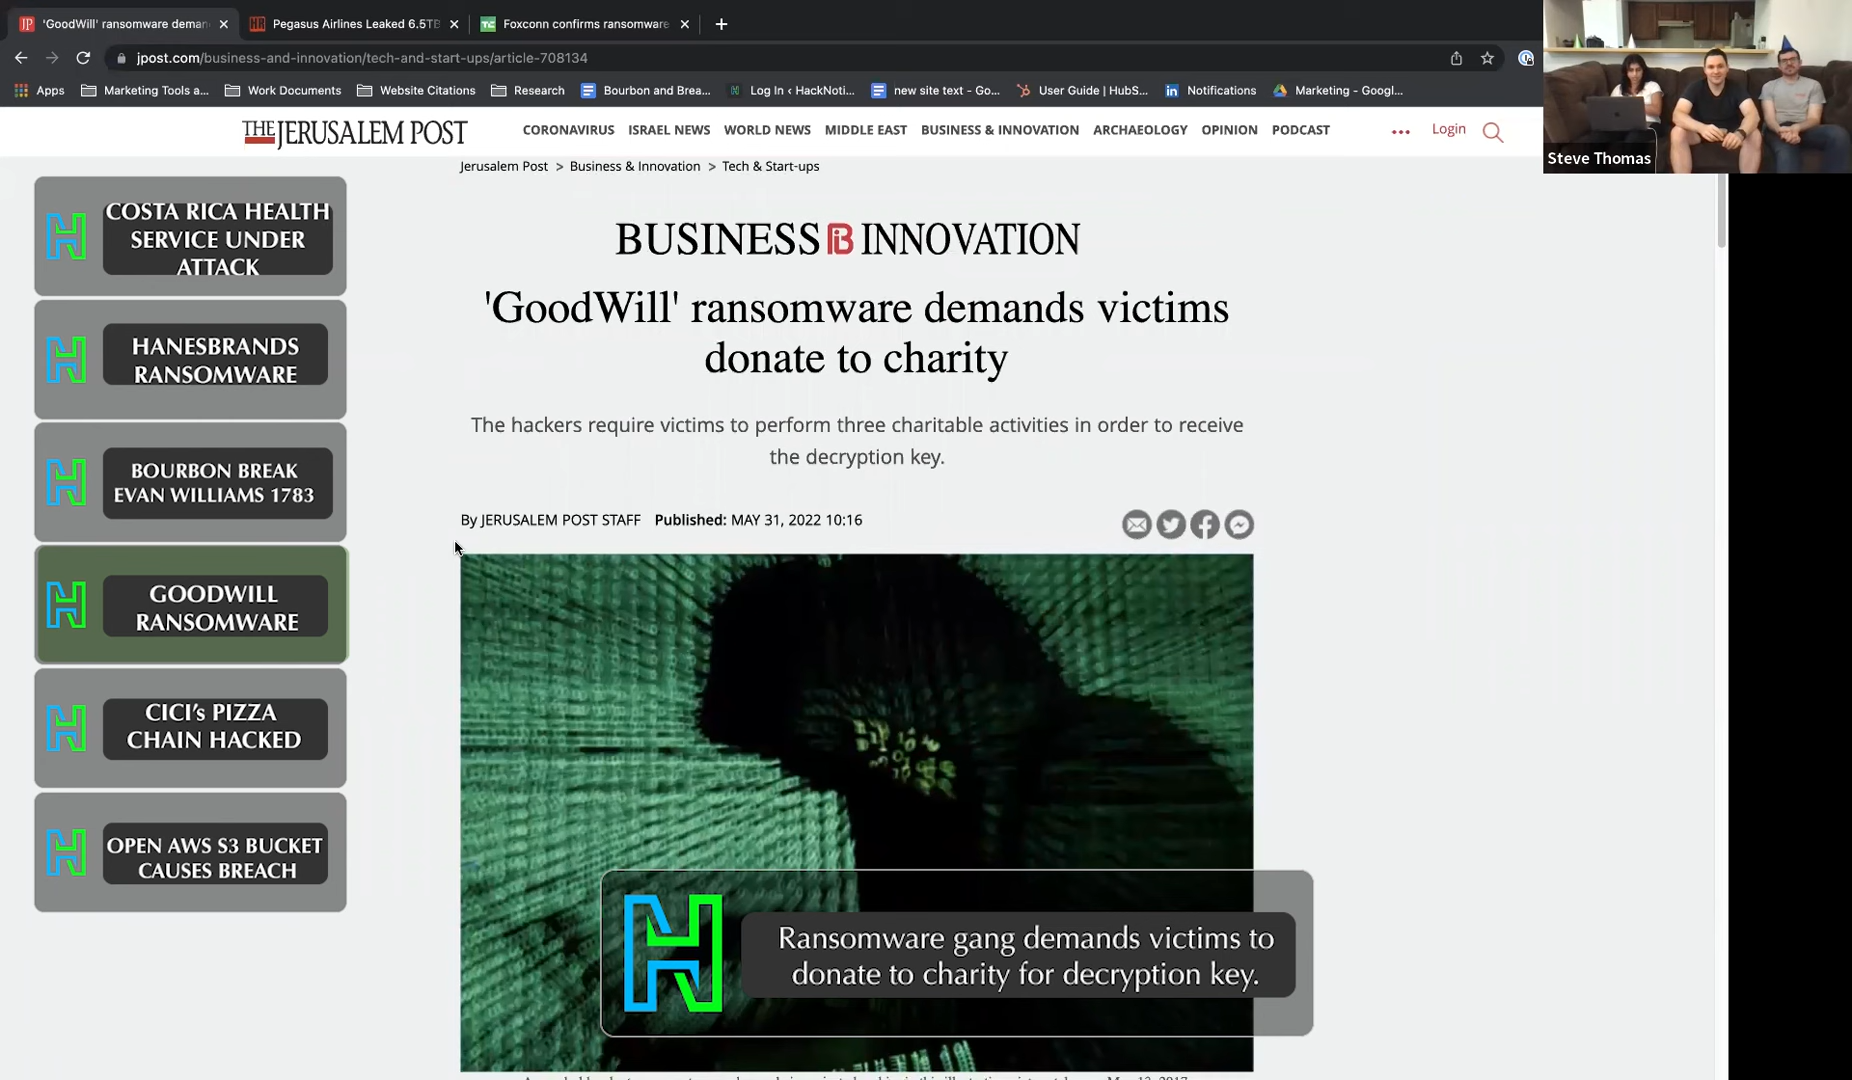 'GoodWill' ransomware deman
Pegasus Airlines Leaked 6.5TB
Foxconn confirms ransomware
jpost.com/business-and-innovation/tech-and-start-ups/article-708134
Apps
Marketing Tools a...
Work Documents
Website Citations
Research
Bourbon and Brea...
Log In ‹ HackNoti...
new site text - Go...
User Guide | HubS...
Notifications
Marketing - Googl...
Steve Thomas
THE JERUSALEM POST
CORONAVIRUS ISRAEL NEWS WORLD NEWS MIDDLE EAST BUSINESS & INNOVATION ARCHAEOLOGY OPINION PODCAST
Login
Jerusalem Post > Business & Innovation > Tech & Start-ups
COSTA RICA HEALTH
SERVICE UNDER
ATTACK
HANESBRANDS
RANSOMWARE
BOURBON BREAK
EVAN WILLIAMS 1783
GOODWILL
RANSOMWARE
CICI's PIZZA
CHAIN HACKED
OPEN AWS S3 BUCKET
CAUSES BREACH
BUSINESS INNOVATION
'GoodWill' ransomware demands victims
donate to charity
The hackers require victims to perform three charitable activities in order to receive
the decryption key.
By JERUSALEM POST STAFF Published: MAY 31, 2022 10:16
Ransomware gang demands victims to
donate to charity for decryption key.